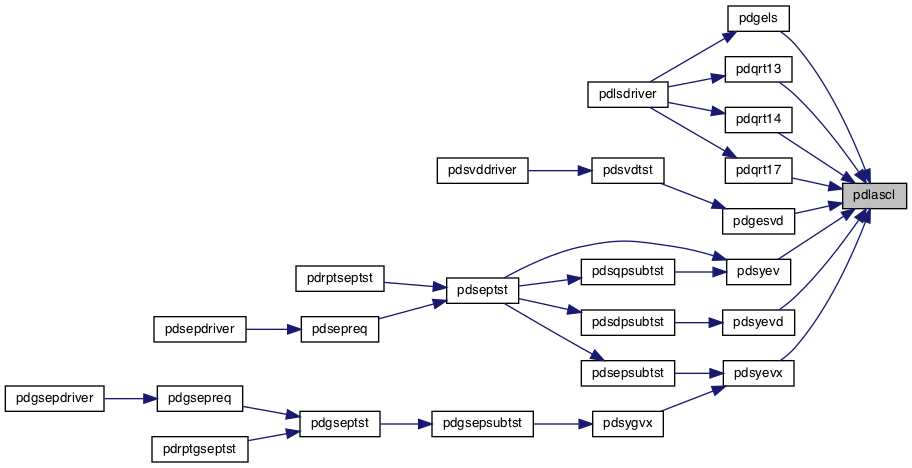 pdgels
pdqrt13
pdlsdriver
pdqrt14
pdsvddriver
pdsvdtst
pdqrt17
pdlascl
pdgesvd
pdrptseptst
pdseptst
pdsqpsubtst
pdsyev
pdsepdriver
pdsepreq
pdsdpsubtst
pdsyevd
pdsepsubtst
pdsyevx
pdgsepdriver
pdgsepreq
pdgseptst
pdgsepsubtst
pdsygvx
pdrptgseptst